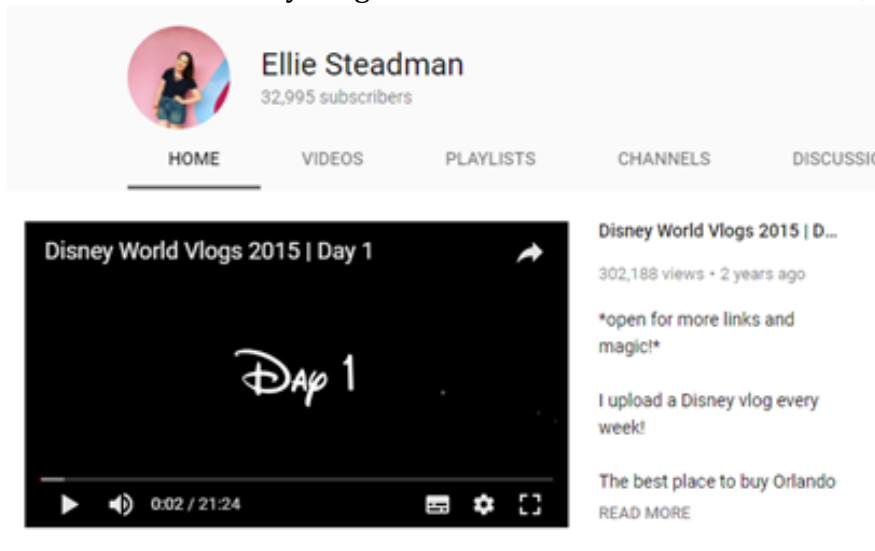 Ellie Steadman
32,995 subscribers
HOME VIDEOS PLAYLISTS CHANNELS DISCUSSIO
Disney World Vlogs 2015 | Day 1
Day 1
0:02 / 21:24
Disney World Vlogs 2015 | D...
302,188 views • 2 years ago
*open for more links and
magic!*
I upload a Disney vlog every
week!
The best place to buy Orlando
READ MORE